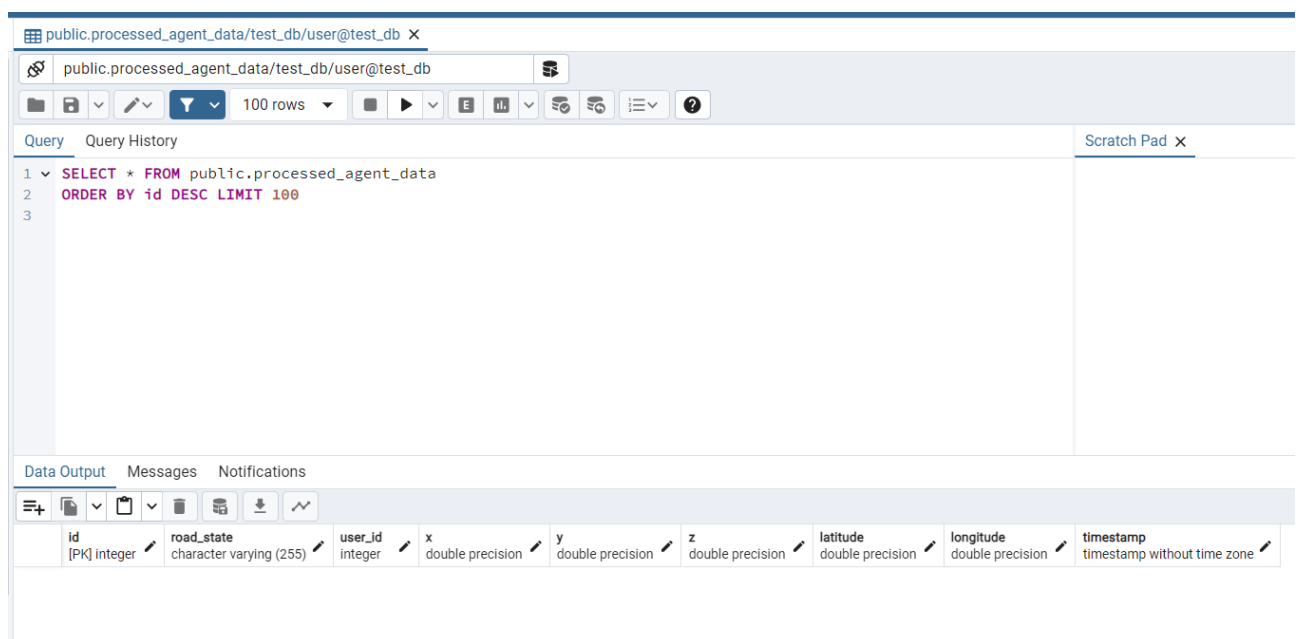 public.processed_agent_data/test_db/user@test_db
public.processed_agent_data/test_db/user@test_db
100 rows
E
Query Query History
Scratch Pad
1 SELECT * FROM public.processed_agent_data
2 ORDER BY id DESC LIMIT 100
3
Data Output Messages Notifications
id road_state user_id x y z latitude longitude timestamp
[PK] integer character varying (255) integer double precision double precision double precision double precision double precision timestamp without time zone